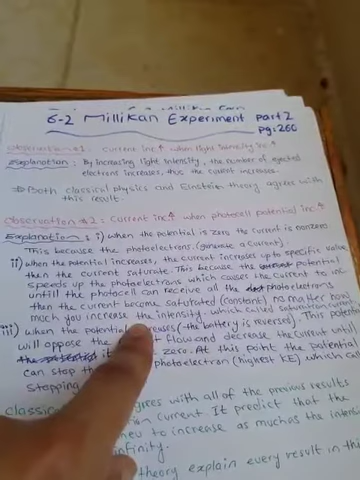 6-2 Millikan Experiment part 2
pg: 260
Observation #1: current inc.↑ when light intensity inc.↑
Explanation: By increasing light intensity, the number of ejected
electrons increases, thus the current increases.
⇒ Both classical physics and Einstein theory agrees with
this result.
Observation #2: current inc.↑ when photocell potential inc.↑
Explanation: i) when the potential is zero the current is nonzero
This because the photoelectrons. (generate a current)
ii) when the potential increases, the current increases up to specific value,
then the current saturate. This because the potential
speeds up the photoelectrons which causes the current to inc.
untill the photocell can receive all the photoelectrons
then the current become saturated (constant) no matter how
much you increase the intensity. which called saturation
iii) when the potential (the battery is reversed) This potential
will oppose the flow and decrease the current until
it zero. At this point the potential
can stop the photoelectron (highest KE) which
stopping
classical agrees with all of the previous results
current It predict that the
to increase as much as the
infinity.
theory explain every result in this